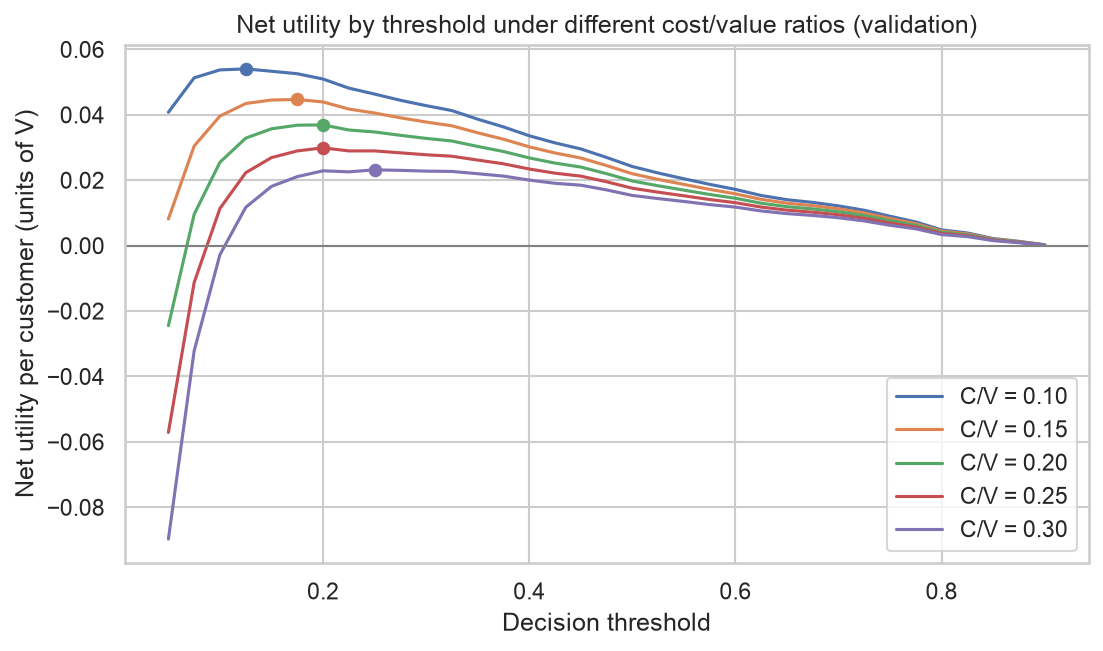 Net utility by threshold under different cost/value ratios (validation)
Net utility per customer (units of V)
0.06
0.04
0.02
0.00
−0.02
−0.04
−0.06
−0.08
0.2
0.4
0.6
0.8
Decision threshold
C/V = 0.10
C/V = 0.15
C/V = 0.20
C/V = 0.25
C/V = 0.30